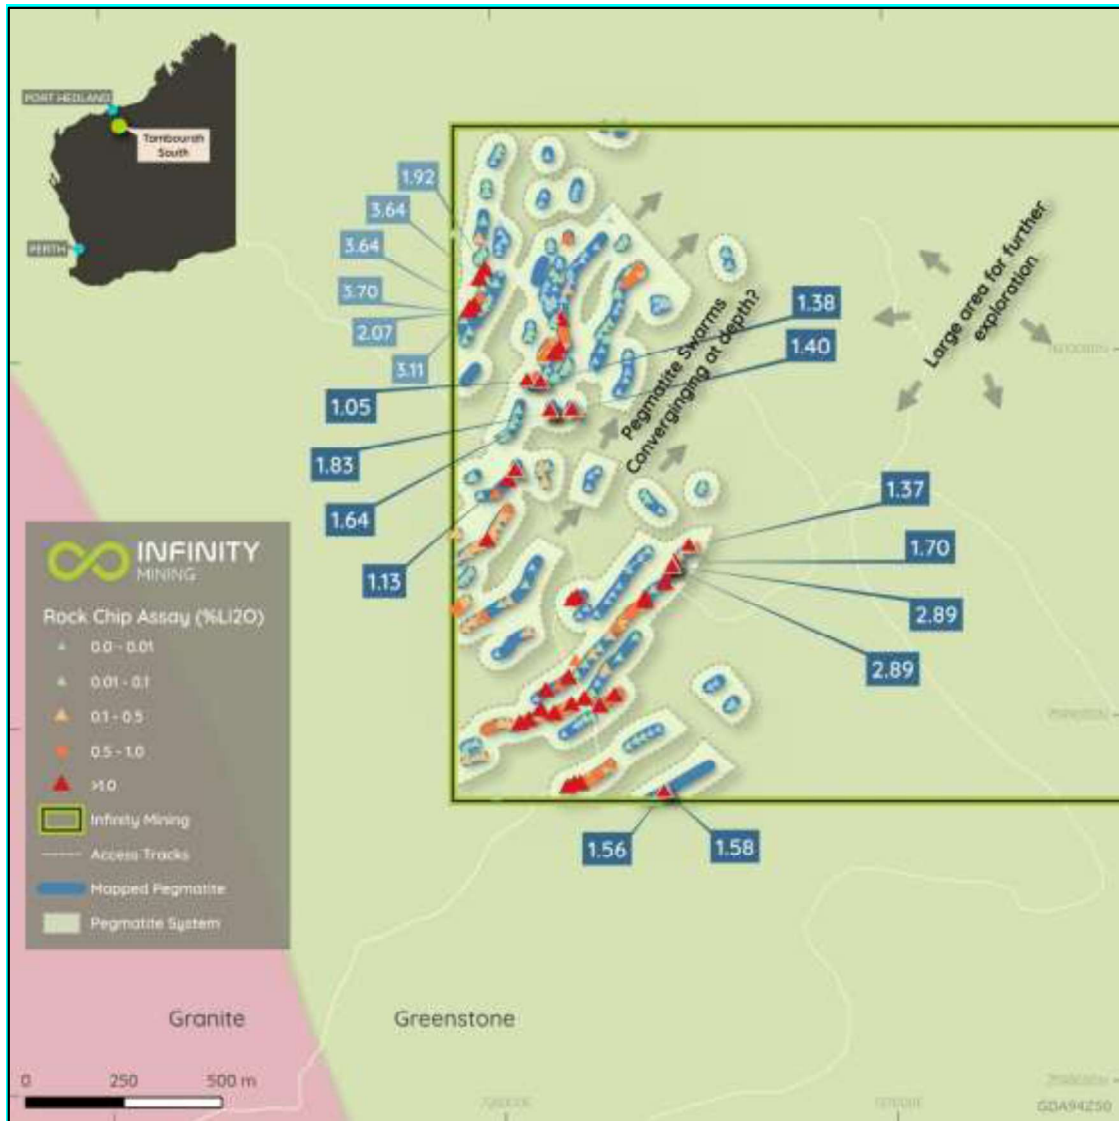 PORT HEDLAND
Tambourah
South
PERTH
1.92
3.64
3.64
3.70
2.07
3.11
1.05
1.83
1.64
1.13
1.38
1.40
Pegmatite Swarms
Converginging at depth?
Large area for further
exploration
1.37
1.70
2.89
2.89
1.56
1.58
INFINITY
MINING
Rock Chip Assay (%LI2O)
0.0 - 0.01
0.01 - 0.1
0.1 - 0.5
0.5 - 1.0
>1.0
Infinity Mining
Access Tracks
Mapped Pegmatite
Pegmatite System
Granite
Greenstone
0 250 500 m
GDA94Z50